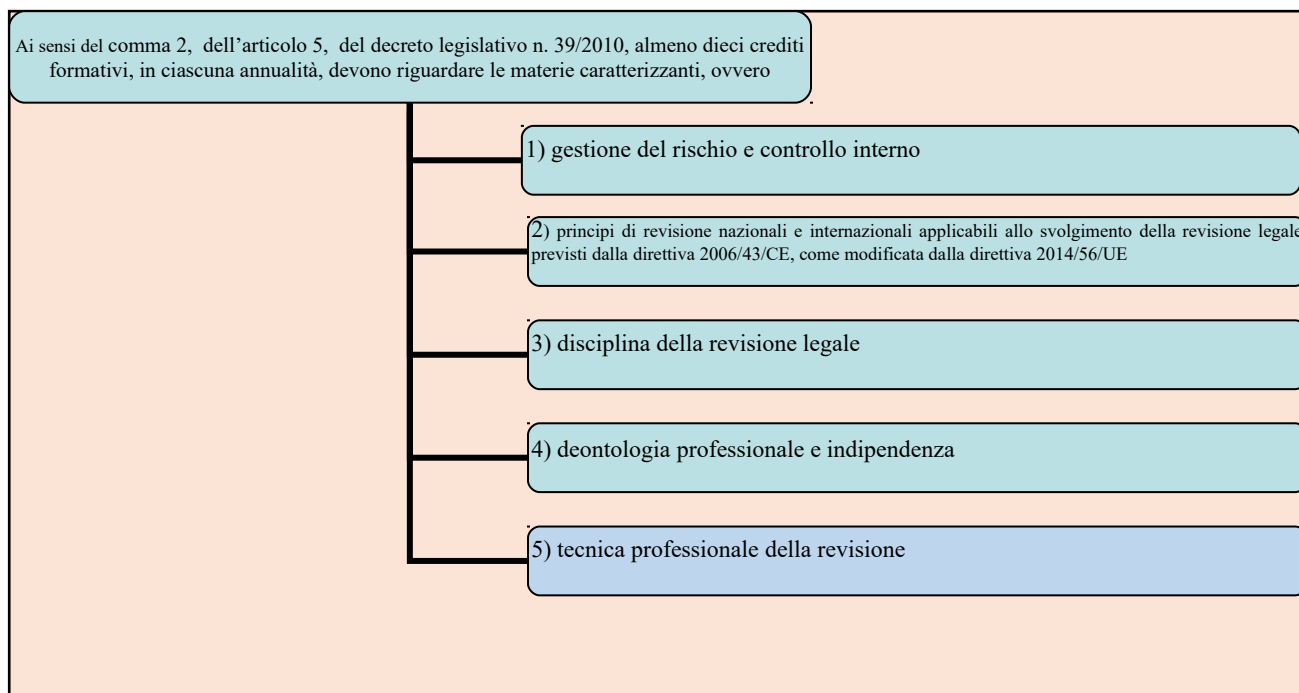 Ai sensi del comma 2, dell'articolo 5, del decreto legislativo n. 39/2010, almeno dieci crediti
formativi, in ciascuna annualità, devono riguardare le materie caratterizzanti, ovvero
1) gestione del rischio e controllo interno
2) principi di revisione nazionali e internazionali applicabili allo svolgimento della revisione legale
previsti dalla direttiva 2006/43/CE, come modificata dalla direttiva 2014/56/UE
3) disciplina della revisione legale
4) deontologia professionale e indipendenza
5) tecnica professionale della revisione